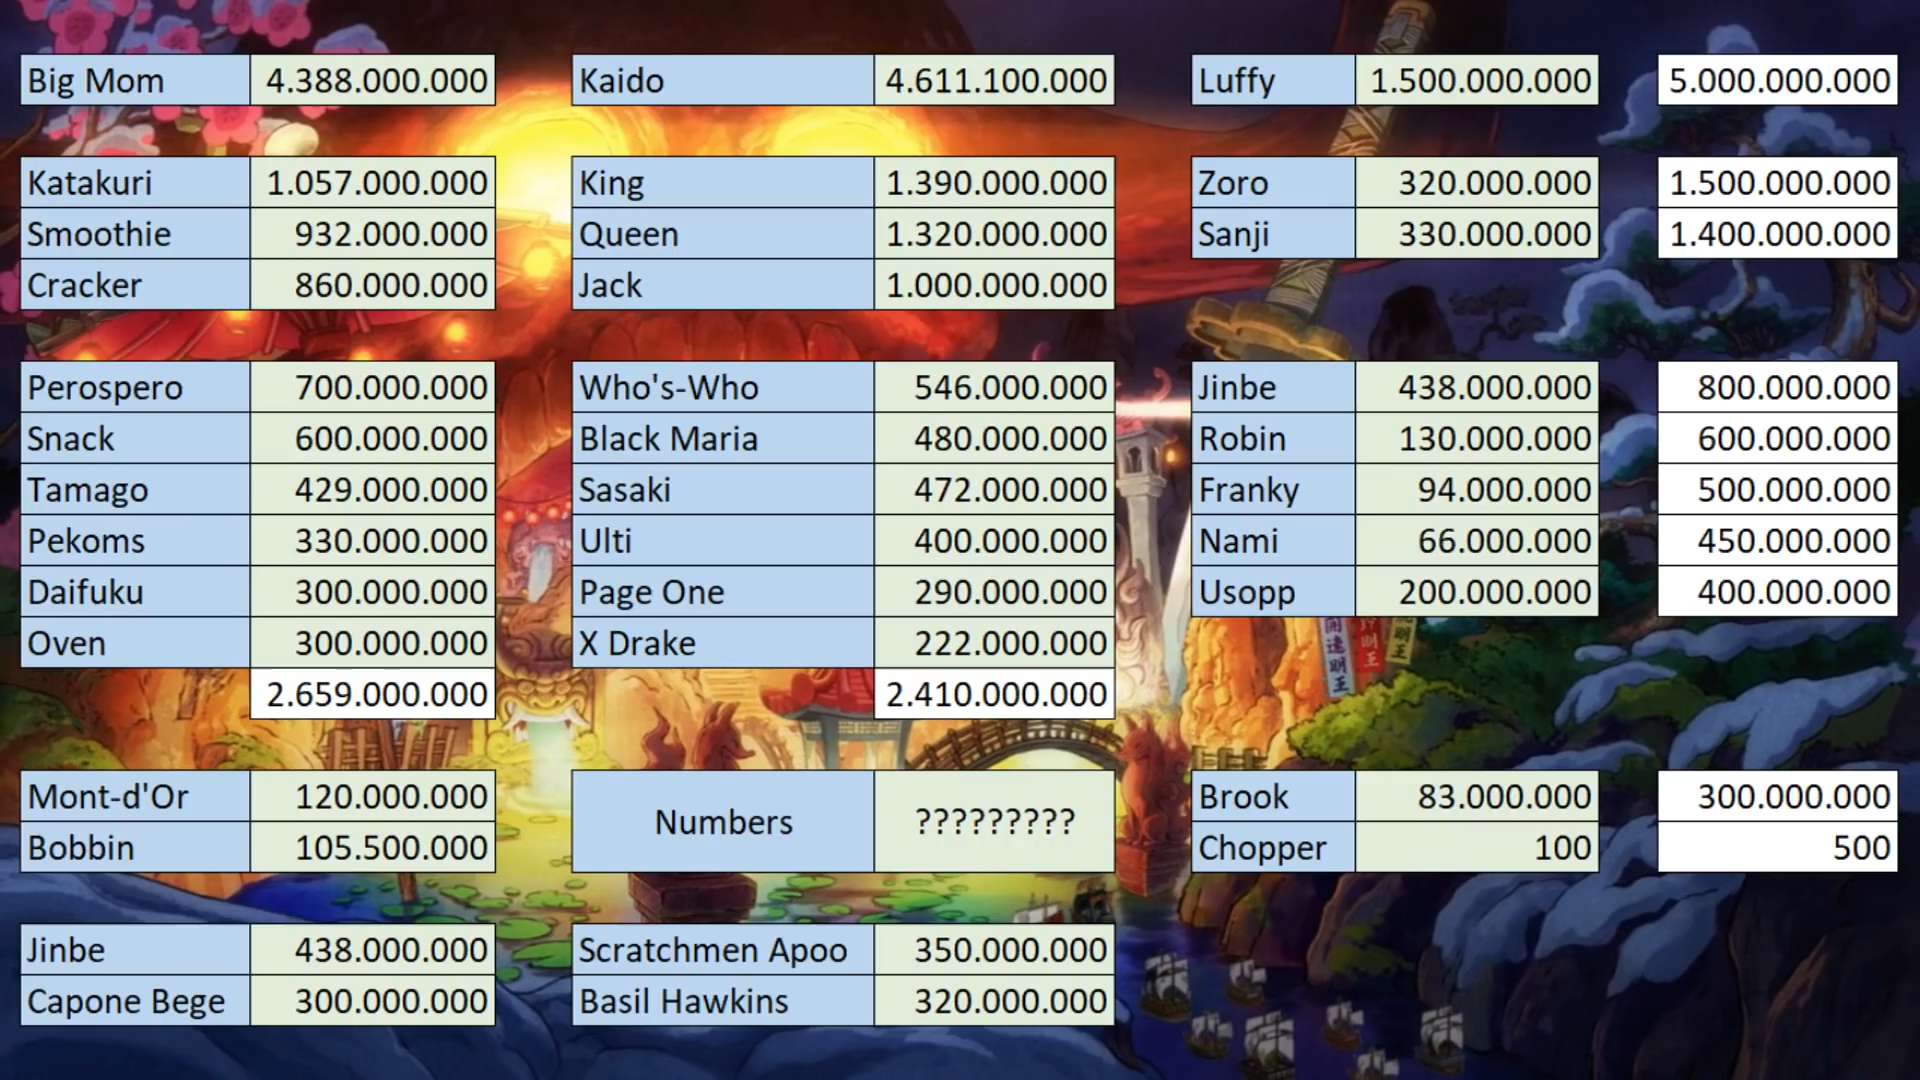 Big Mom 4.388.000.000 Kaido 4.611.100.000 Luffy 1.500.000.000 5.000.000.000
Katakuri 1.057.000.000 King 1.390.000.000 Zoro 320.000.000 1.500.000.000
Smoothie 932.000.000 Queen 1.320.000.000 Sanji 330.000.000 1.400.000.000
Cracker 860.000.000 Jack 1.000.000.000
Perospero 700.000.000 Who's-Who 546.000.000 Jinbe 438.000.000 800.000.000
Snack 600.000.000 Black Maria 480.000.000 Robin 130.000.000 600.000.000
Tamago 429.000.000 Sasaki 472.000.000 Franky 94.000.000 500.000.000
Pekoms 330.000.000 Ulti 400.000.000 Nami 66.000.000 450.000.000
Daifuku 300.000.000 Page One 290.000.000 Usopp 200.000.000 400.000.000
Oven 300.000.000 X Drake 222.000.000
2.659.000.000 2.410.000.000
Mont-d'Or 120.000.000 Numbers ????????? Brook 83.000.000 300.000.000
Bobbin 105.500.000 Chopper 100 500
Jinbe 438.000.000 Scratchmen Apoo 350.000.000
Capone Bege 300.000.000 Basil Hawkins 320.000.000